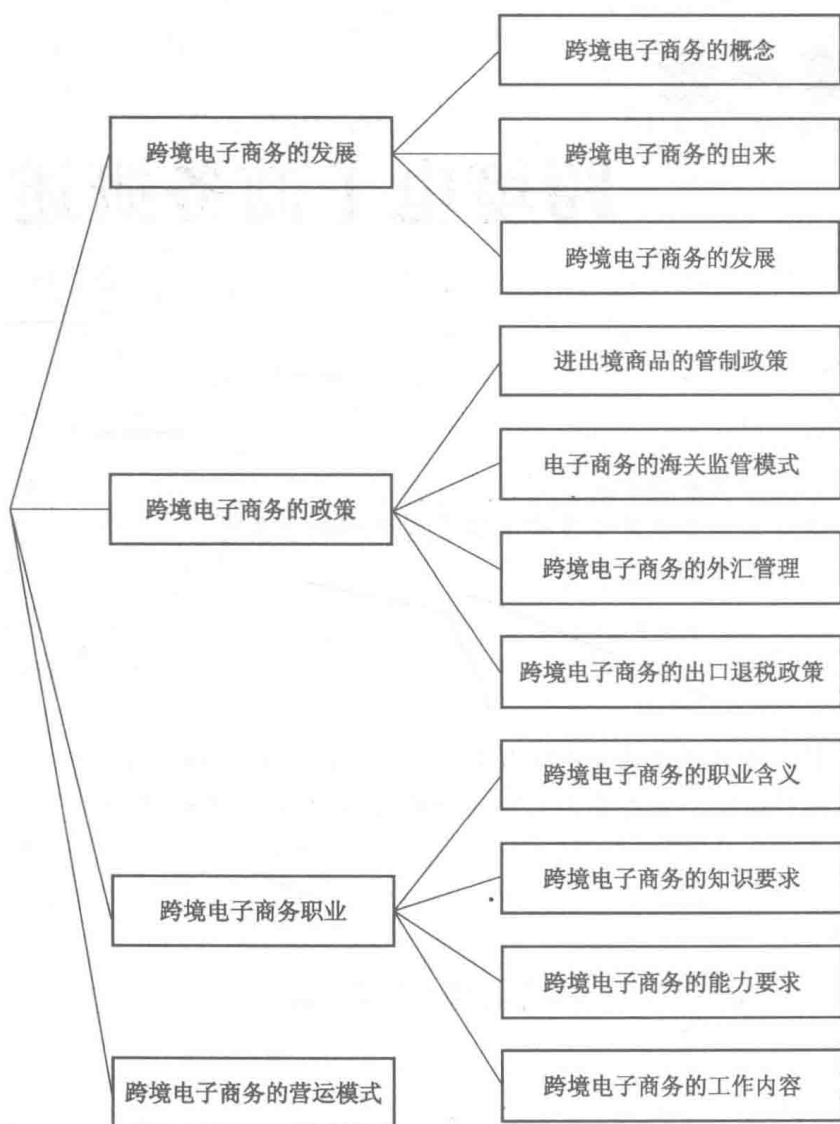 跨境电子商务的概念
跨境电子商务的发展
跨境电子商务的由来
跨境电子商务的发展
进出境商品的管制政策
电子商务的海关监管模式
跨境电子商务的政策
跨境电子商务的外汇管理
跨境电子商务的出口退税政策
跨境电子商务的职业含义
跨境电子商务的知识要求
跨境电子商务职业
跨境电子商务的能力要求
跨境电子商务的工作内容
跨境电子商务的营运模式